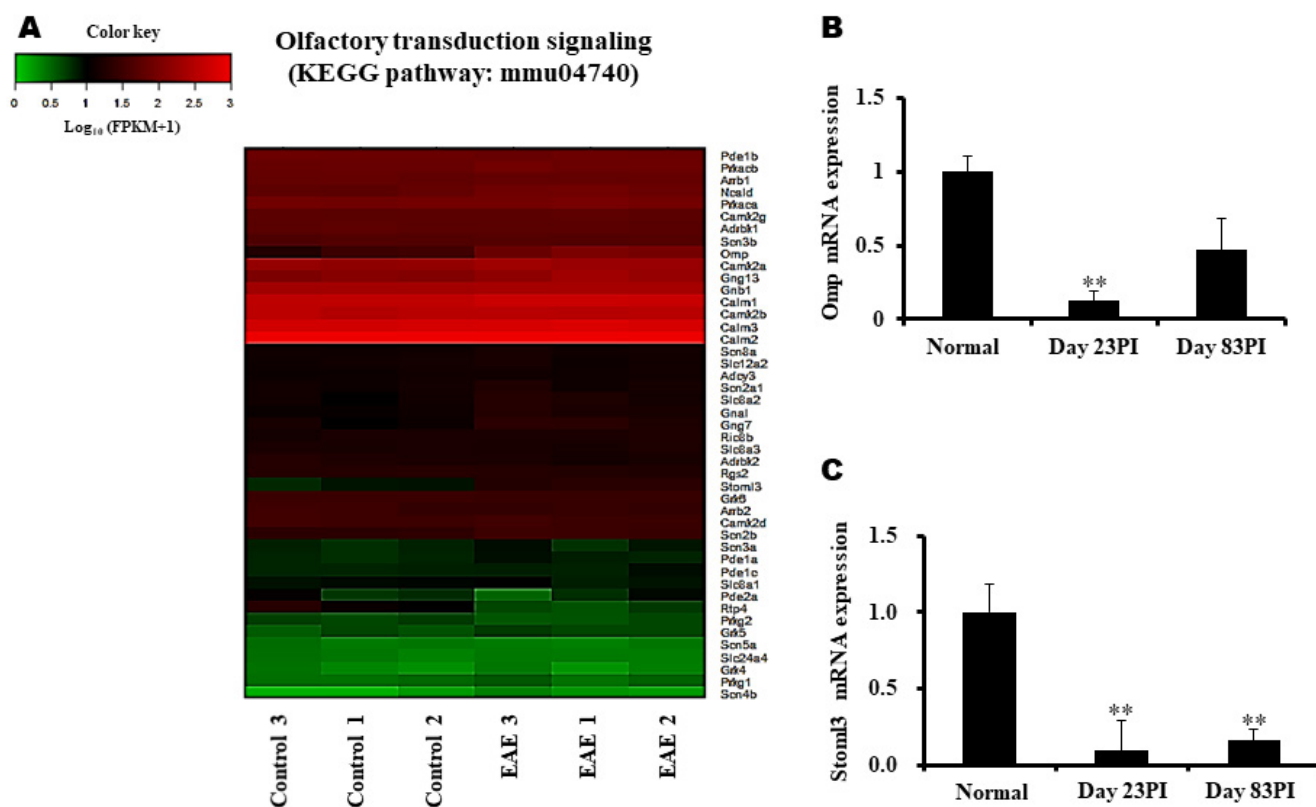 A
Color key
0 0.5 1 1.5 2 2.5 3
Log₁₀ (FPKM+1)
Olfactory transduction signaling
(KEGG pathway: mmu04740)
Pde1b
Prkacb
Arrb1
Ncald
Prkaca
Camk2g
Adrbk1
Scn3b
Omp
Camk2a
Gng13
Gnb1
Calm1
Camk2b
Calm3
Calm2
Scn8a
Slc12a2
Adcy3
Scn2a1
Slc8a2
Gnal
Gng7
Ric8b
Slc8a3
Adrbk2
Rgs2
Stoml3
Grk6
Arrb2
Camk2d
Scn2b
Scn3a
Pde1a
Pde1c
Slc8a1
Pde2a
Rtp4
Prkg2
Grk5
Scn5a
Slc24a4
Grk4
Prkg1
Scn4b
Control 3
Control 1
Control 2
EAE 3
EAE 1
EAE 2
B
Omp mRNA expression
1.5
1
0.5
0
**
Normal Day 23PI Day 83PI
C
Stoml3 mRNA expression
1.5
1.0
0.5
0.0
** **
Normal Day 23PI Day 83PI